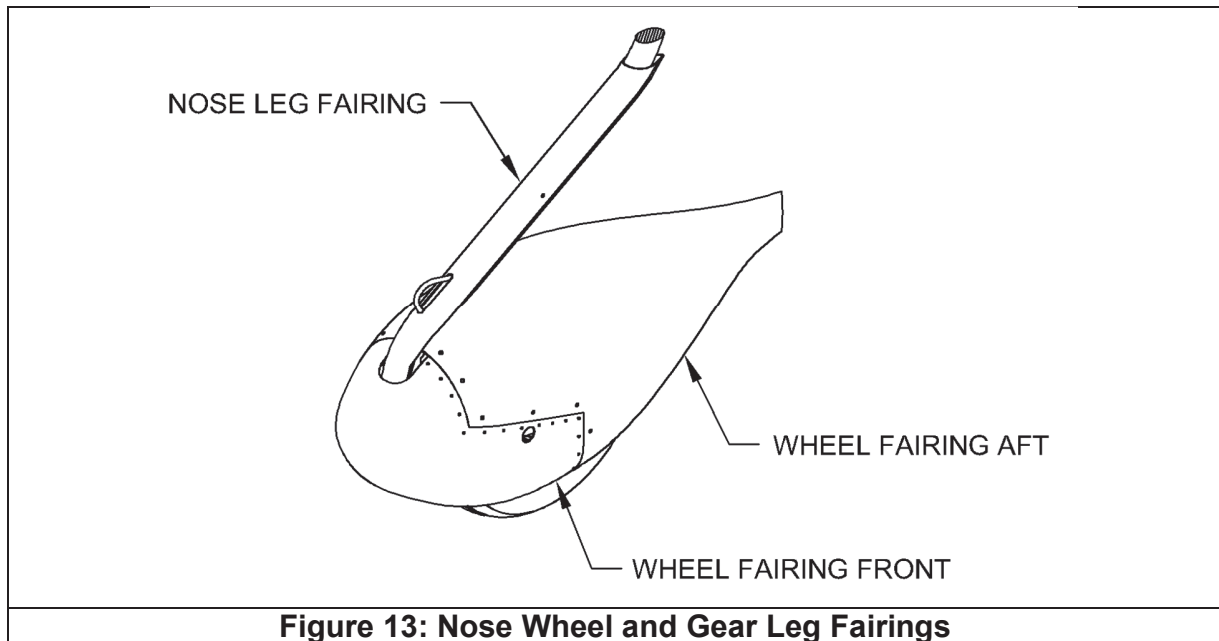 NOSE LEG FAIRING
WHEEL FAIRING AFT
WHEEL FAIRING FRONT
Figure 13: Nose Wheel and Gear Leg Fairings